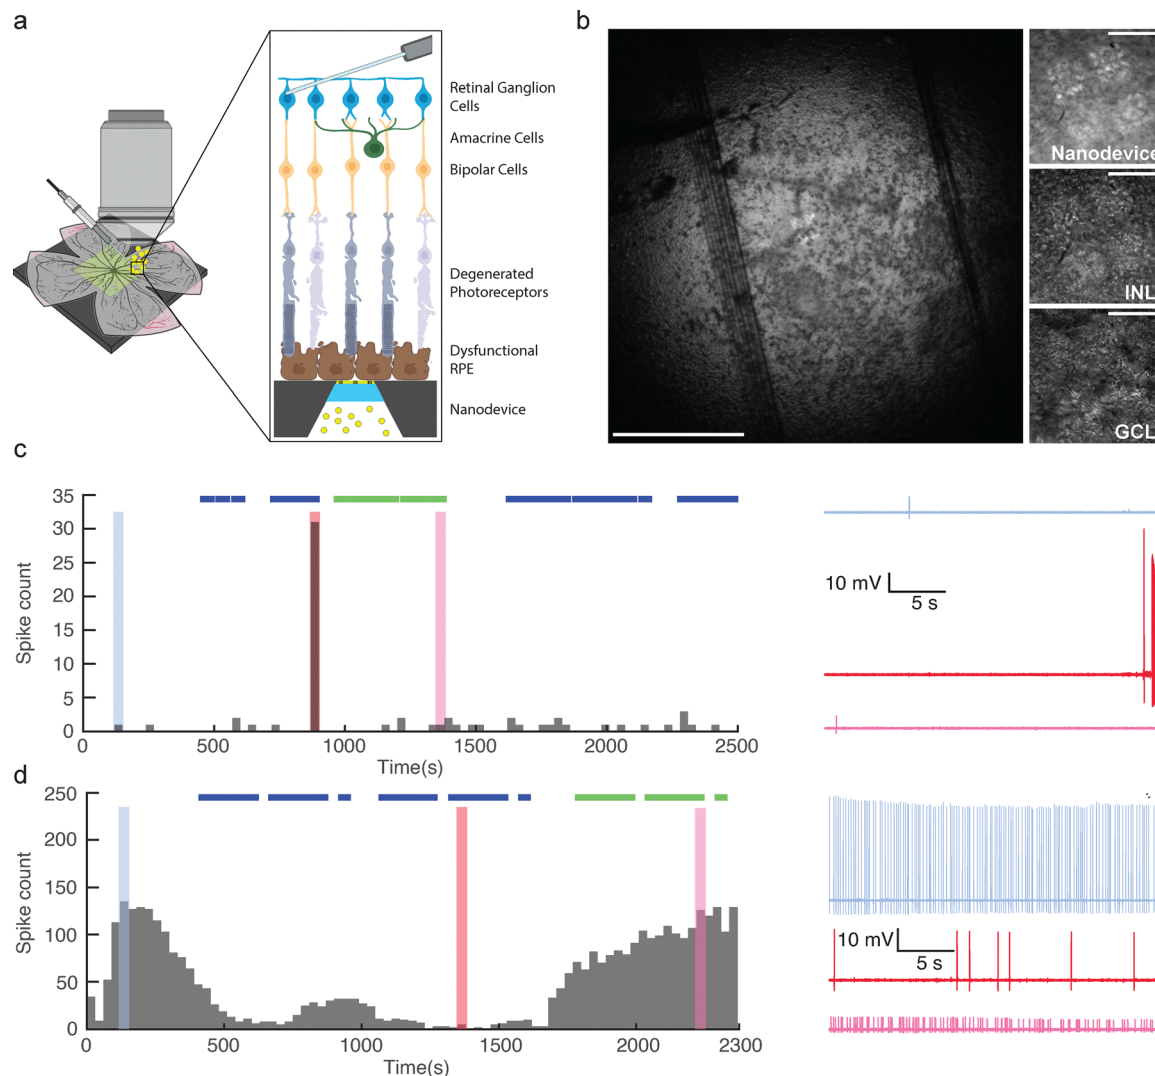 a
b
Retinal Ganglion
Cells
Amacrine Cells
Bipolar Cells
Degenerated
Photoreceptors
Dysfunctional
RPE
Nanodevice
Nanodevice
INL
GCL
c
35
30
25
20
15
10
5
0
Spike count
0 500 1000 1500 2000 2500
Time(s)
10 mV
5 s
d
250
200
150
100
50
0
Spike count
0 500 1000 1500 2000 2300
Time(s)
10 mV
5 s